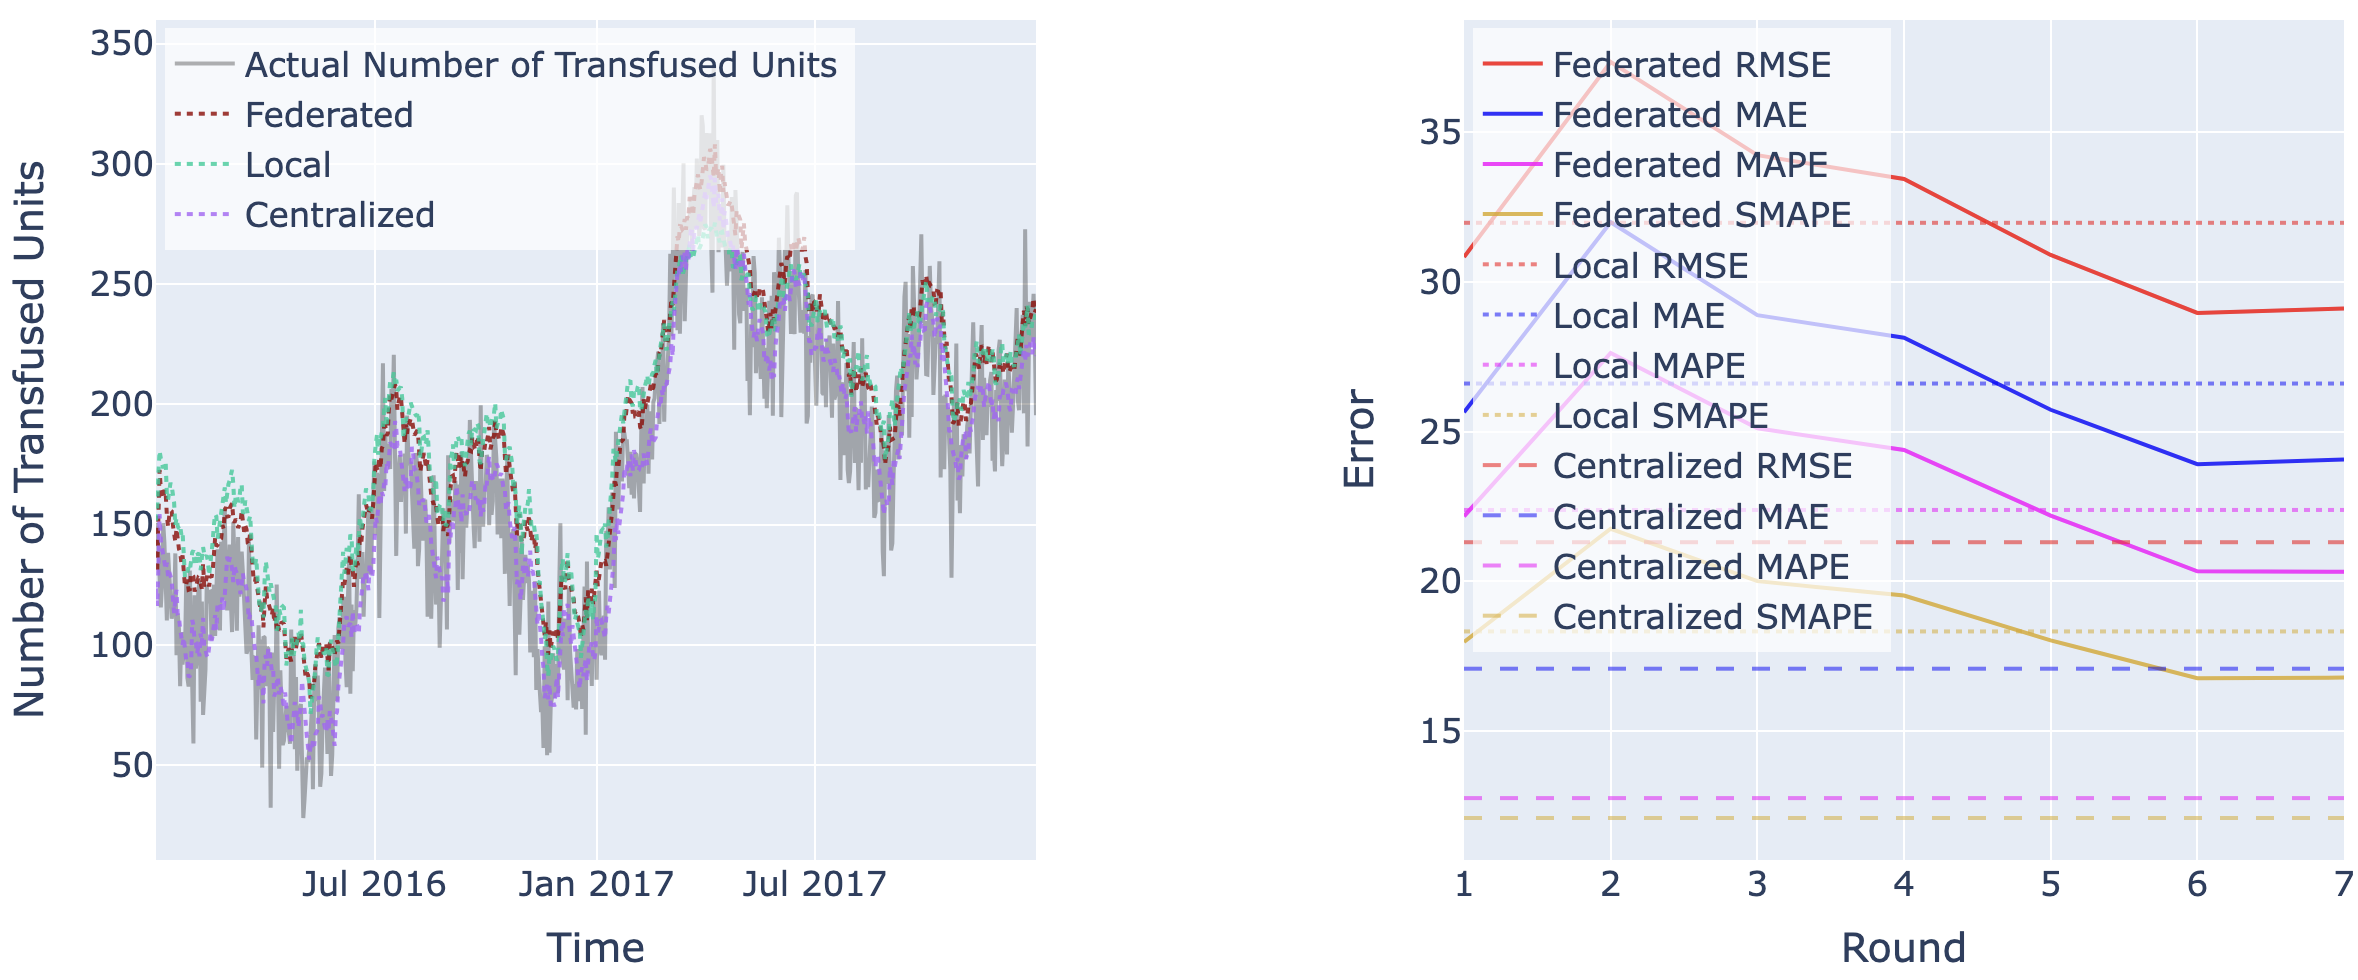 Number of Transfused Units
350
300
250
200
150
100
50
Actual Number of Transfused Units
Federated
Local
Centralized
Jul 2016
Jan 2017
Jul 2017
Time
Error
35
30
25
20
15
Federated RMSE
Federated MAE
Federated MAPE
Federated SMAPE
Local RMSE
Local MAE
Local MAPE
Local SMAPE
Centralized RMSE
Centralized MAE
Centralized MAPE
Centralized SMAPE
1
2
3
4
5
6
7
Round